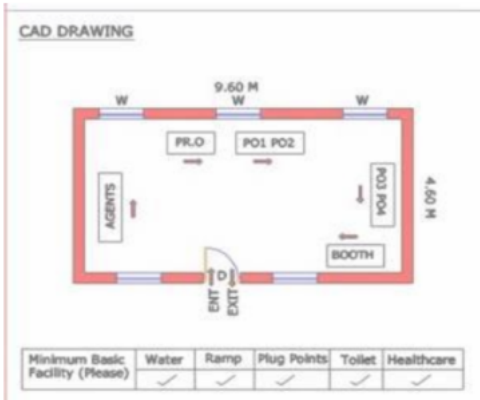 CAD DRAWING
9.60 M
W W W
PR.O PO1 PO2
AGENTS
PO3 PO4
4.60 M
BOOTH
D
ENT EXIT
Minimum Basic Facility (Please) Water Ramp Plug Points Toilet Healthcare